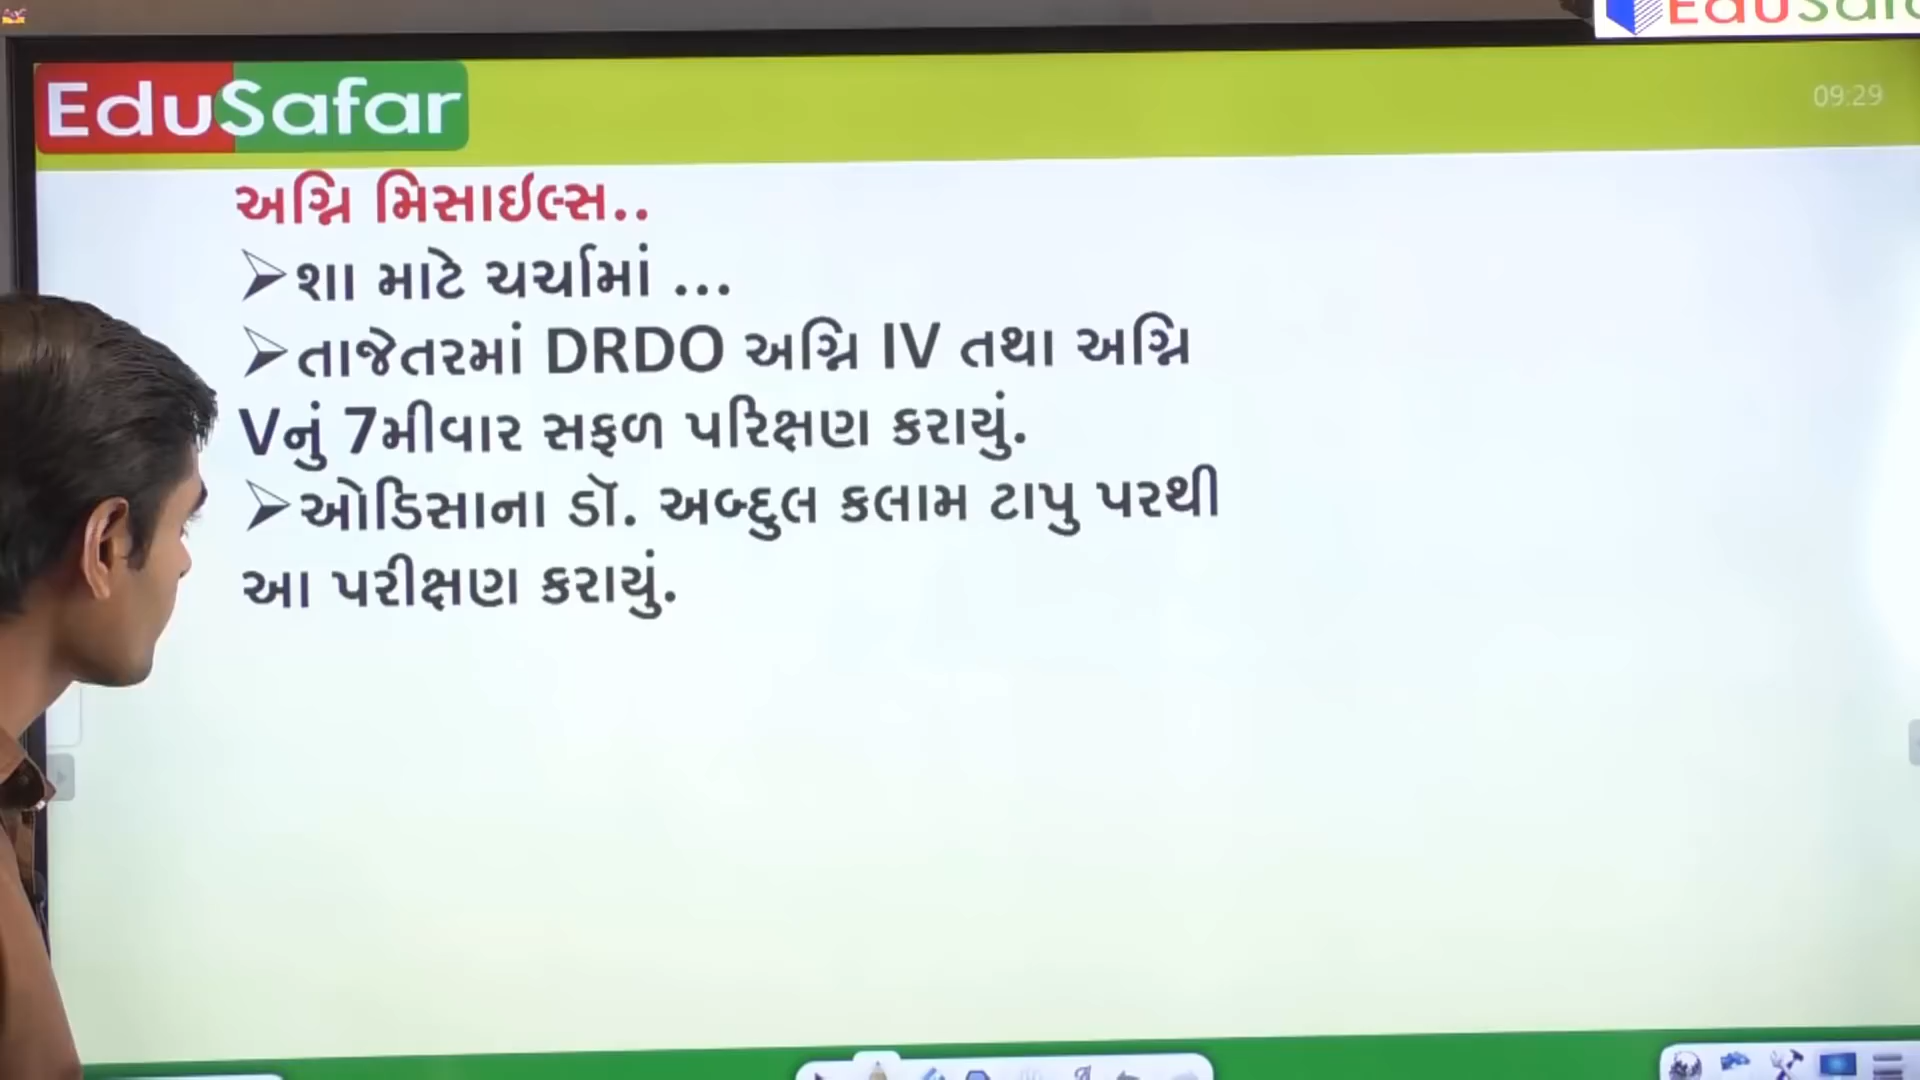 EduSafar
EduSafar
09:29
અગ્નિ મિસાઈલ્સ..
➢શા માટે ચર્ચામાં ...
➢તાજેતરમાં DRDO અગ્નિ IV તથા અગ્નિ
Vનું 7મીવાર સફળ પરિક્ષણ કરાયું.
➢ઓડિસાના ડૉ. અબ્દુલ કલામ ટાપુ પરથી
આ પરીક્ષણ કરાયું.